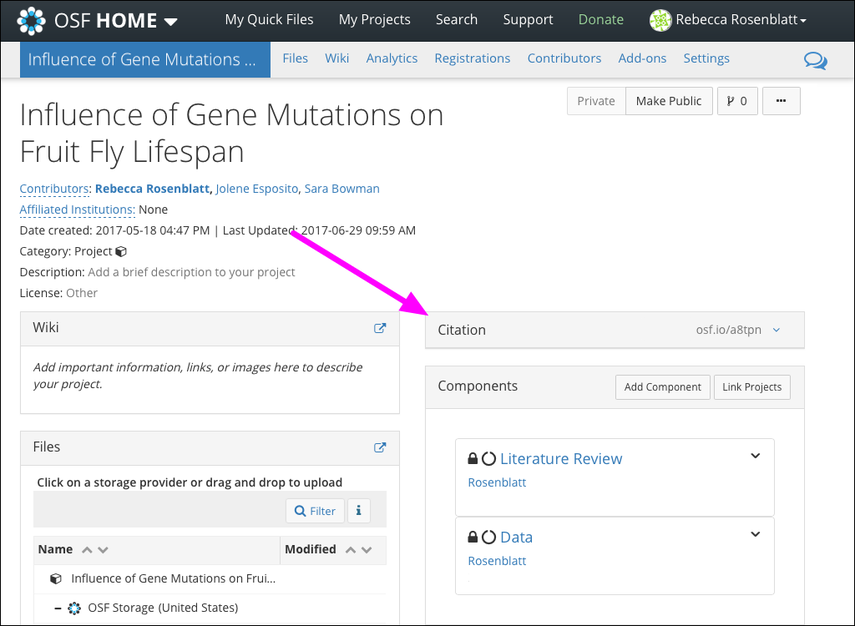 OSF HOME My Quick Files My Projects Search Support Donate Rebecca Rosenblatt
Influence of Gene Mutations ... Files Wiki Analytics Registrations Contributors Add-ons Settings
Influence of Gene Mutations on
Fruit Fly Lifespan
Private Make Public 0 ...
Contributors: Rebecca Rosenblatt, Jolene Esposito, Sara Bowman
Affiliated Institutions: None
Date created: 2017-05-18 04:47 PM | Last Updated: 2017-06-29 09:59 AM
Category: Project
Description: Add a brief description to your project
License: Other
Wiki
Add important information, links, or images here to describe
your project.
Files
Click on a storage provider or drag and drop to upload
Filter i
Name Modified
Influence of Gene Mutations on Frui...
OSF Storage (United States)
Citation osf.io/a8tpn
Components Add Component Link Projects
Literature Review
Rosenblatt
Data
Rosenblatt